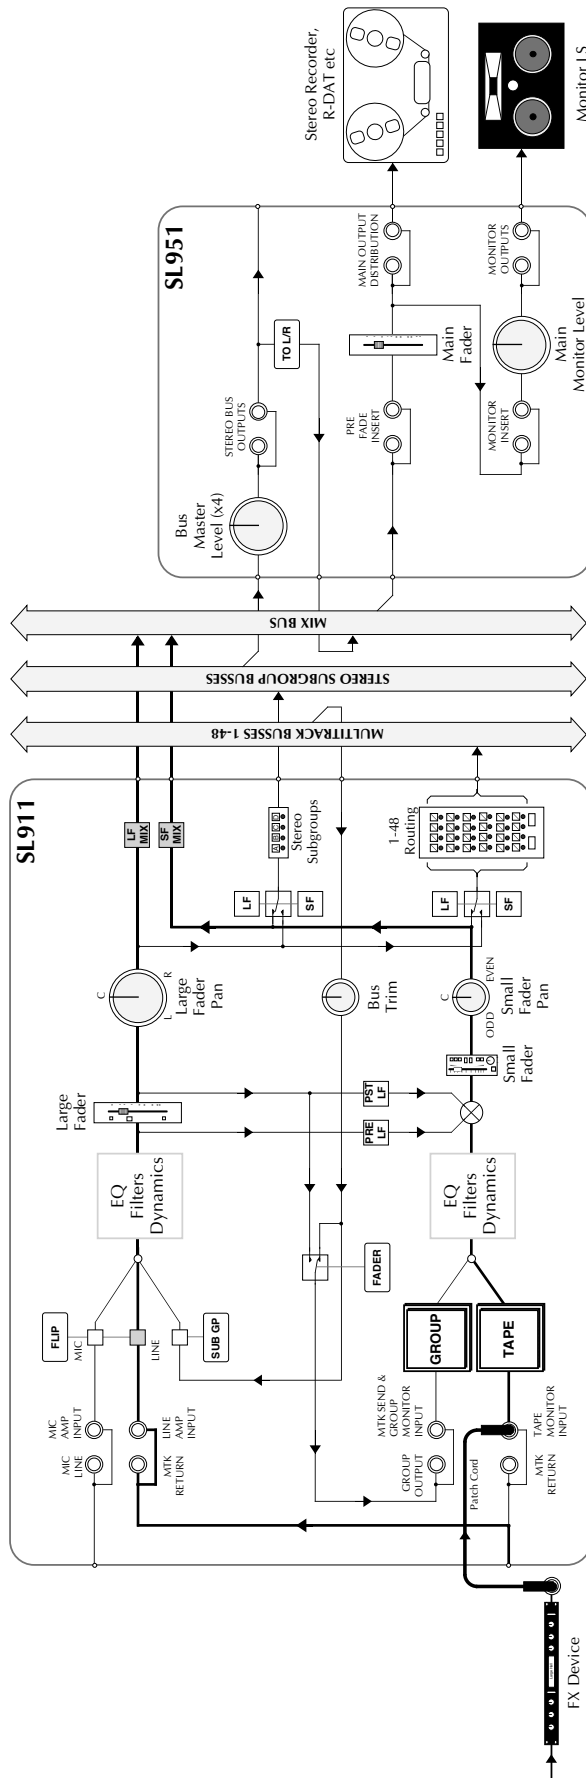 SL911
SL951
FLIP
MIC
LINE
SUB GP
MIC
LINE
MIC
AMP
INPUT
MTK
RETURN
LINE
AMP
INPUT
EQ
Filters
Dynamics
Large
Fader
C
L
R
Large
Fader
Pan
LF
MIX
SF
MIX
LF
SF
A
B
C
D
Stereo
Subgroups
PRE
LF
PST
LF
FADER
Bus
Trim
GROUP
OUTPUT
MTK SEND &
GROUP
MONITOR
INPUT
GROUP
TAPE
MTK
RETURN
TAPE
MONITOR
INPUT
Patch Cord
FX Device
EQ
Filters
Dynamics
Small
Fader
C
ODD
EVEN
Small
Fader
Pan
LF
SF
1-48
Routing
MULTITRACK BUSSES 1-48
STEREO SUBGROUP BUSSES
MIX BUS
Bus
Master
Level (x4)
STEREO BUS
OUTPUTS
TO L/R
PRE
FADE
INSERT
Main
Fader
MAIN OUTPUT
DISTRIBUTION
MONITOR
INSERT
Main
Monitor Level
MONITOR
OUTPUTS
Stereo Recorder,
R-DAT etc
Monitor LS